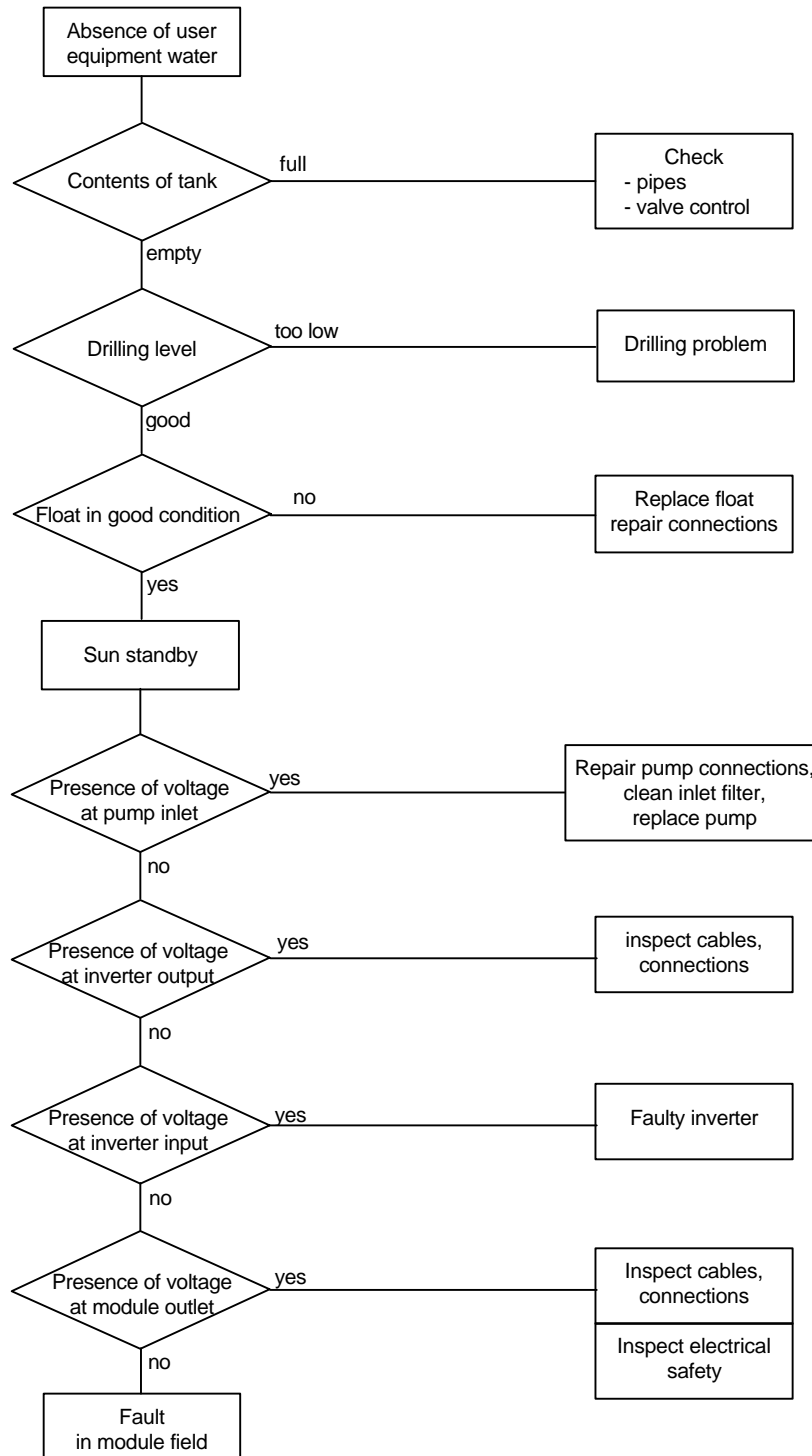 Absence of user
equipment water
Contents of tank
full
Check
- pipes
- valve control
empty
Drilling level
too low
Drilling problem
good
Float in good condition
no
Replace float
repair connections
yes
Sun standby
Presence of voltage
at pump inlet
yes
Repair pump connections,
clean inlet filter,
replace pump
no
Presence of voltage
at inverter output
yes
inspect cables,
connections
no
Presence of voltage
at inverter input
yes
Faulty inverter
no
Presence of voltage
at module outlet
yes
Inspect cables,
connections
Inspect electrical
safety
no
Fault
in module field